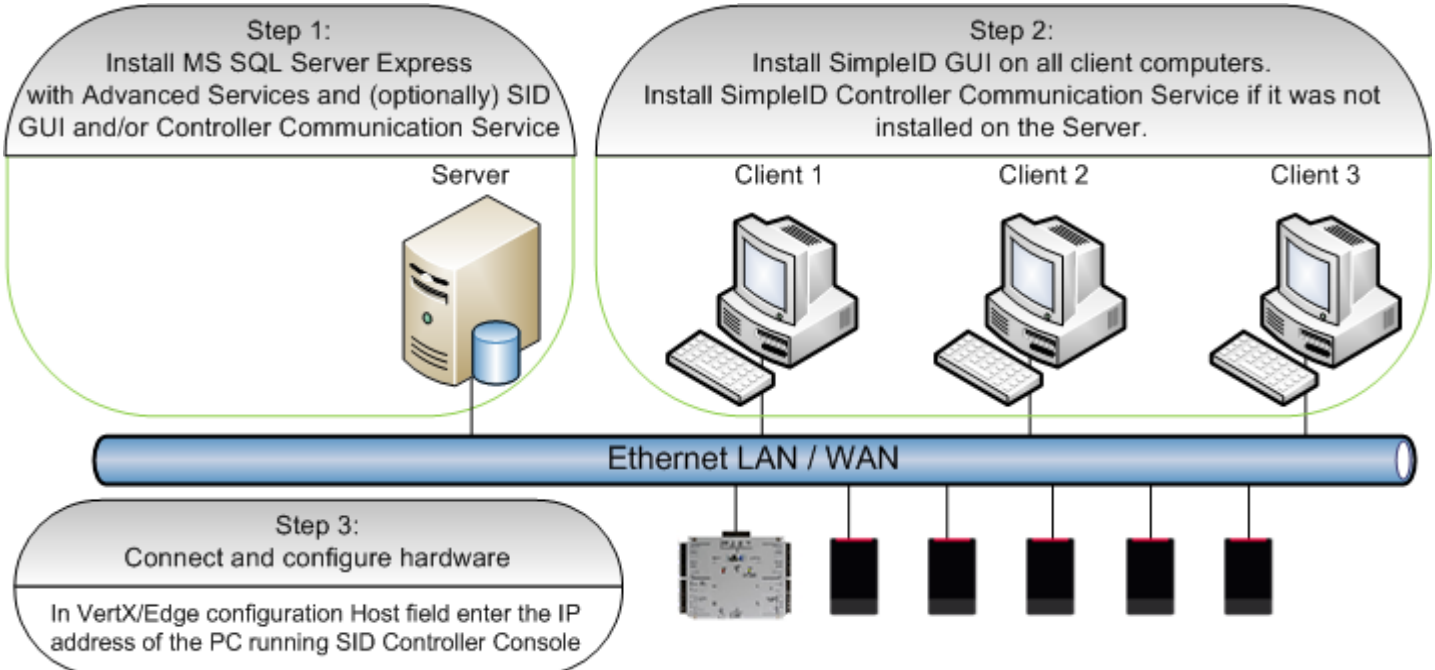 Step 1:
Install MS SQL Server Express
with Advanced Services and (optionally) SID
GUI and/or Controller Communication Service
Step 2:
Install SimpleID GUI on all client computers.
Install SimpleID Controller Communication Service if it was not
installed on the Server.
Server
Client 1
Client 2
Client 3
Ethernet LAN / WAN
Step 3:
Connect and configure hardware
In VertX/Edge configuration Host field enter the IP
address of the PC running SID Controller Console